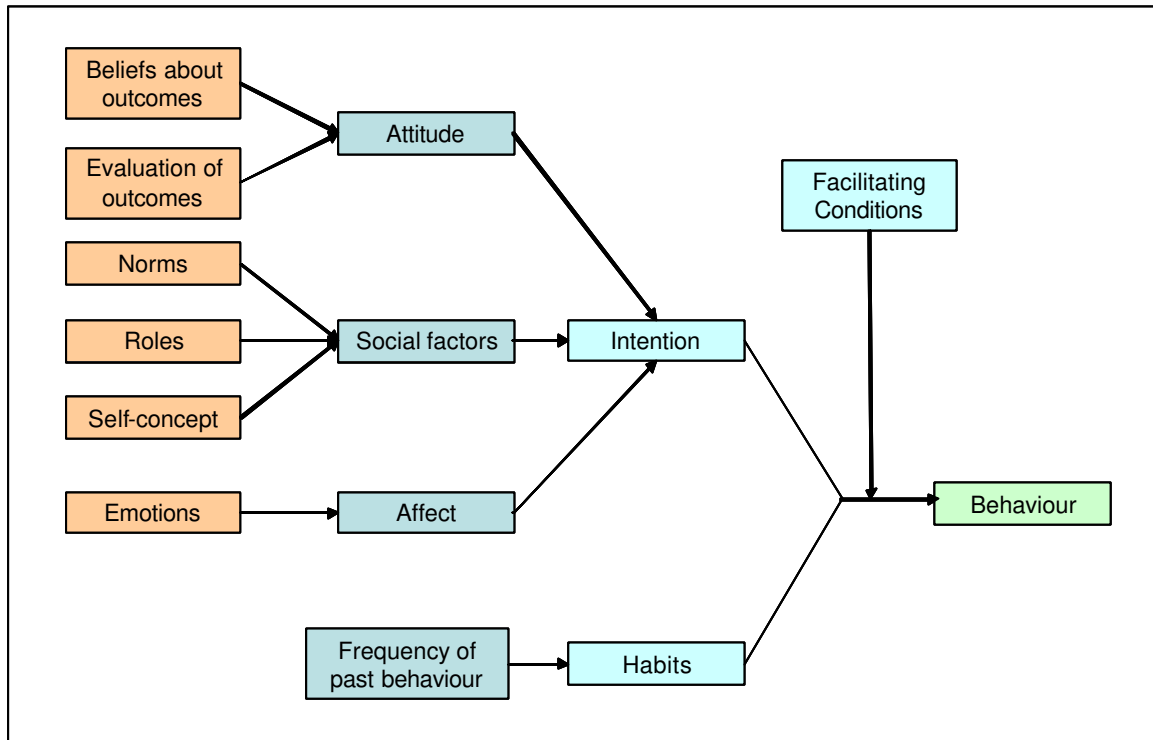 Beliefs about
outcomes
Attitude
Evaluation of
outcomes
Facilitating
Conditions
Norms
Roles
Social factors
Intention
Self-concept
Emotions
Affect
Behaviour
Frequency of
past behaviour
Habits